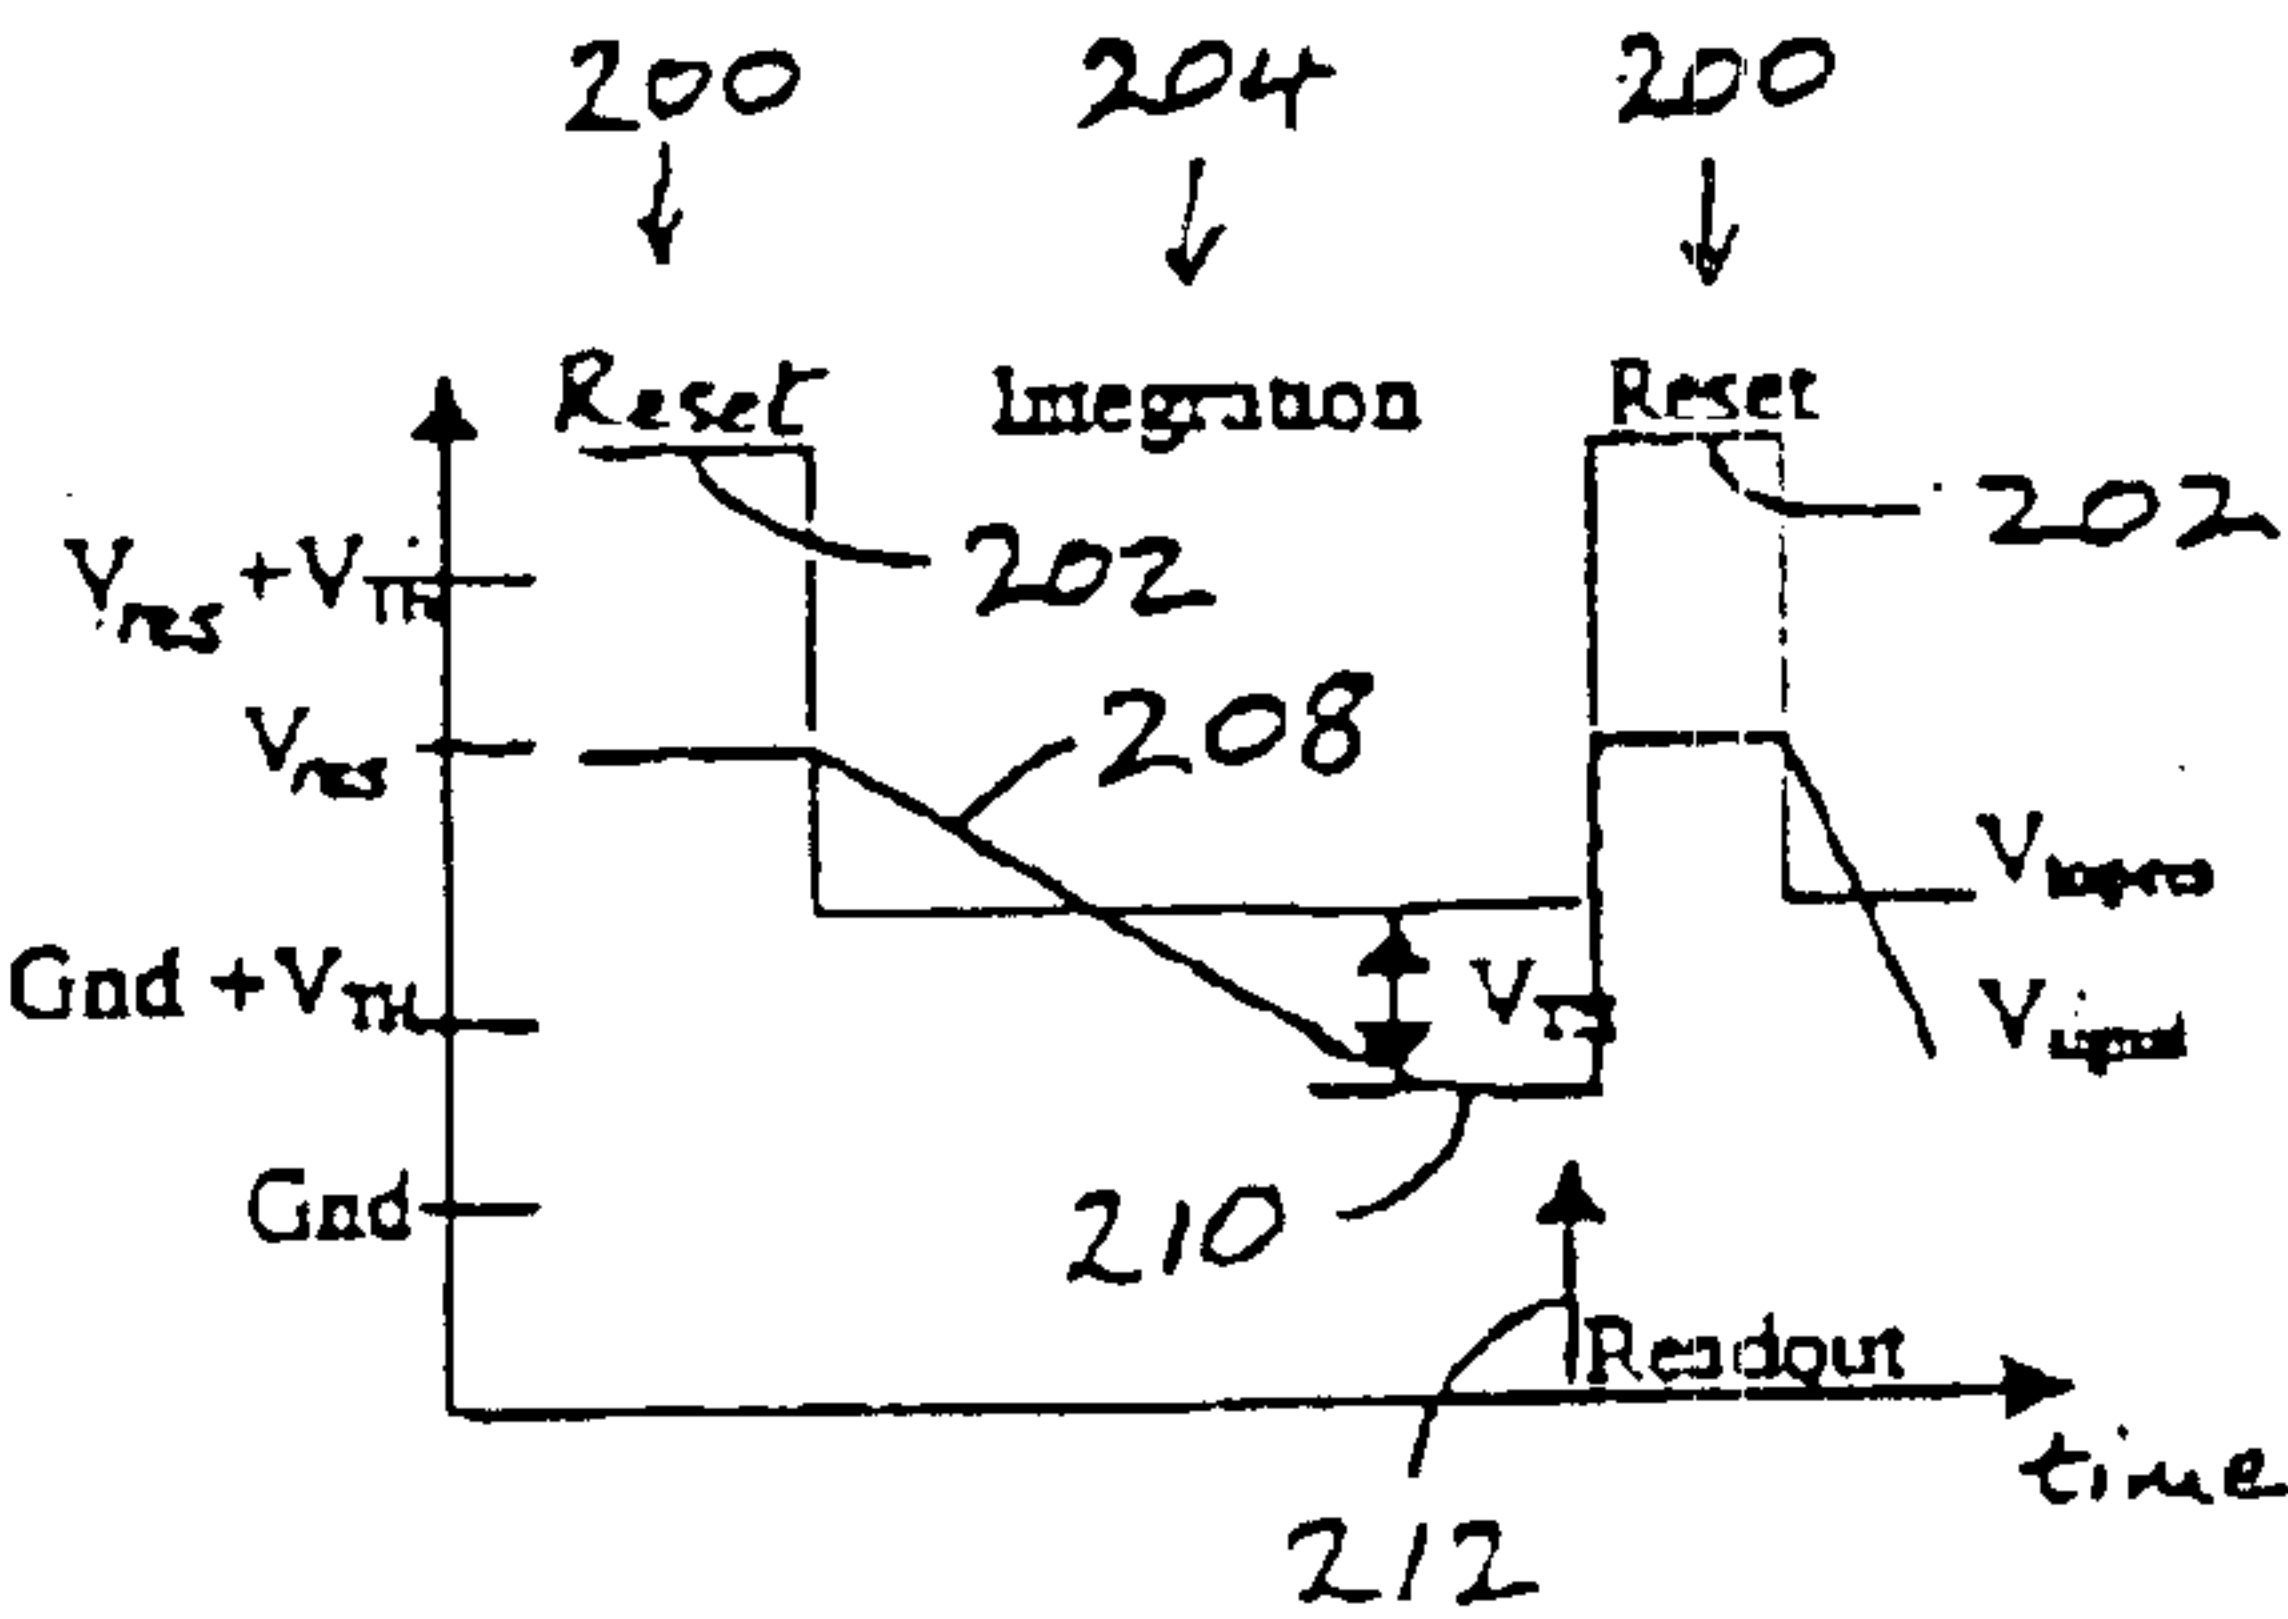 200 204 200
Reset Integration Reset
202
Vres + VTH
202
208
Vres
Gnd + VTH
VTH
210
Gnd
Readout
time
212